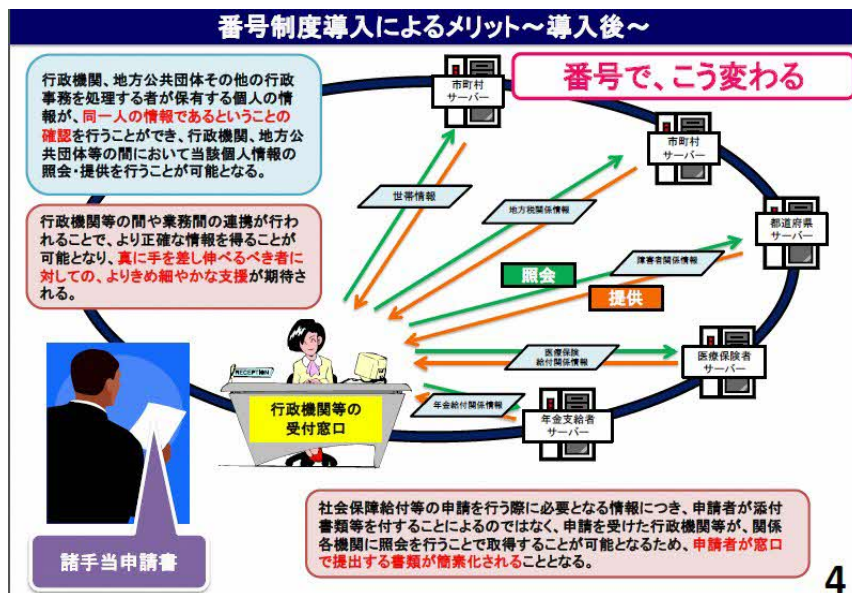 番号制度導入によるメリット～導入後～
行政機関、地方公共団体その他の行政
事務を処理する者が保有する個人の情
報が、同一人の情報であるということの
確認を行うことができ、行政機関、地方公
共団体等の間において当該個人情報の
照会・提供を行うことが可能となる。
番号で、こう変わる
市町村
サーバー
市町村
サーバー
世帯情報
地方税関係情報
行政機関等の間や業務間の連携が行わ
れることで、より正確な情報を得ることが
可能となり、真に手を差し伸べるべき者に
対しての、よりきめ細やかな支援が期待さ
れる。
都道府県
サーバー
障害者関係情報
照会
提供
医療保険
給付関係情報
医療保険者
サーバー
RECEPTION
行政機関等の
受付窓口
年金給付関係情報
年金支給者
サーバー
社会保障給付等の申請を行う際に必要となる情報につき、申請者が添付
書類等を付することによるのではなく、申請を受けた行政機関等が、関係
各機関に照会を行うことで取得することが可能となるため、申請者が窓口
で提出する書類が簡素化されることとなる。
諸手当申請書
4